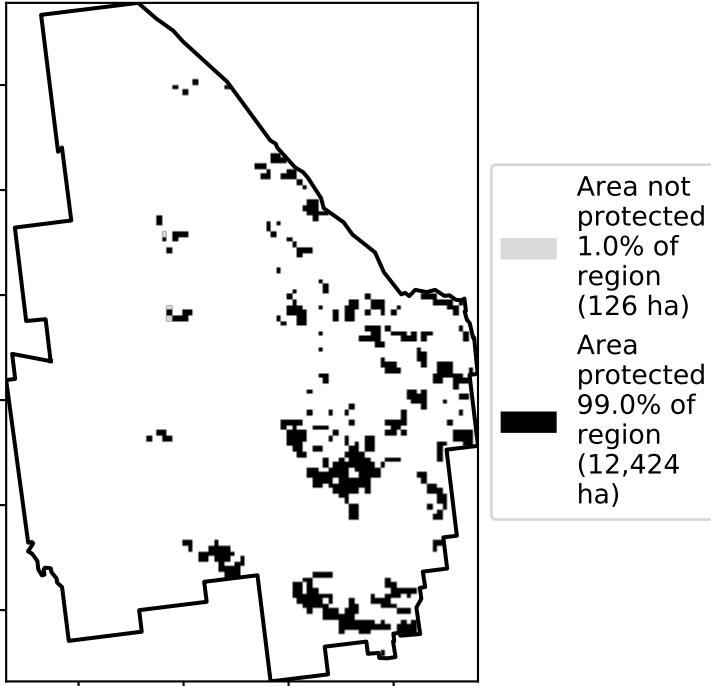 Area not
protected
1.0% of
region
(126 ha)
Area
protected
99.0% of
region
(12,424
ha)